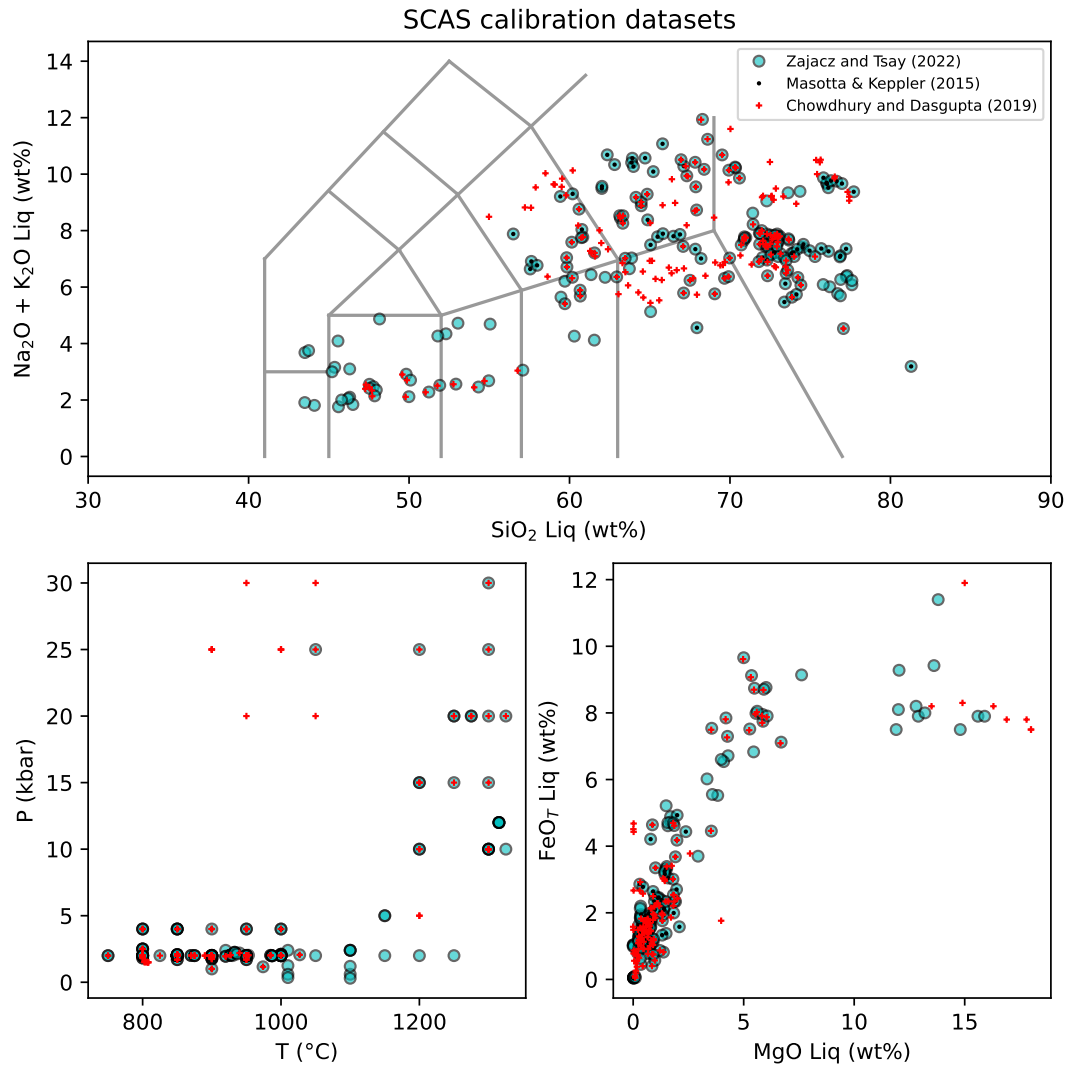 SCAS calibration datasets
Na₂O + K₂O Liq (wt%)
14
12
10
8
6
4
2
0
Zajacz and Tsay (2022)
Masotta & Keppler (2015)
Chowdhury and Dasgupta (2019)
30 40 50 60 70 80 90
SiO₂ Liq (wt%)
P (kbar)
30
25
20
15
10
5
0
800 1000 1200
T (°C)
FeO_T Liq (wt%)
12
10
8
6
4
2
0
0 5 10 15
MgO Liq (wt%)